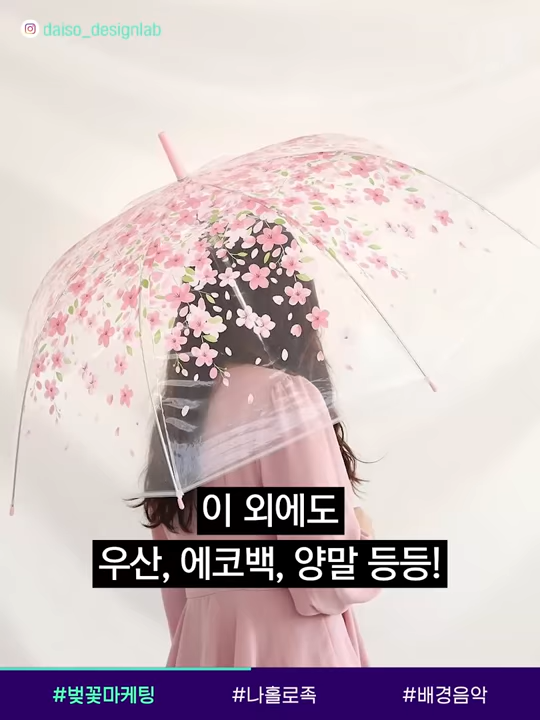 daiso_designlab
이 외에도
우산, 에코백, 양말 등등!
#벚꽃마케팅 #나홀로족 #배경음악